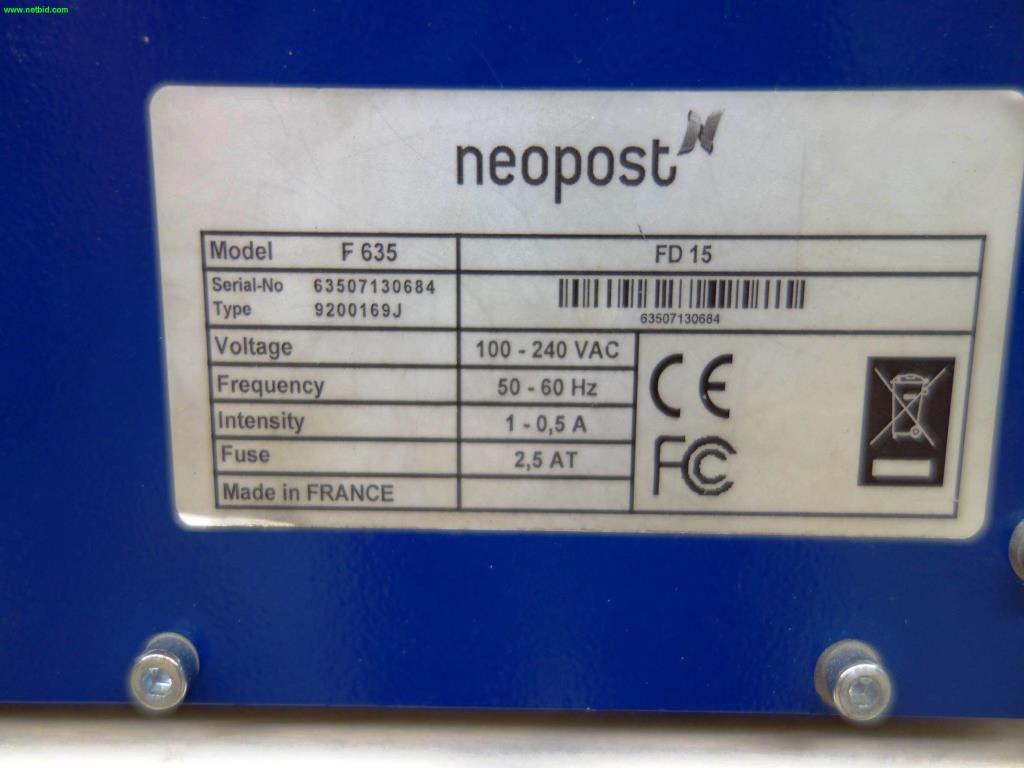 www.netbid.com
neopost
Model F 635 FD 15
Serial-No 63507130684
Type 9200169J
63507130684
Voltage 100 - 240 VAC
Frequency 50 - 60 Hz
Intensity 1 - 0,5 A
Fuse 2,5 AT
Made in FRANCE
CE
FC